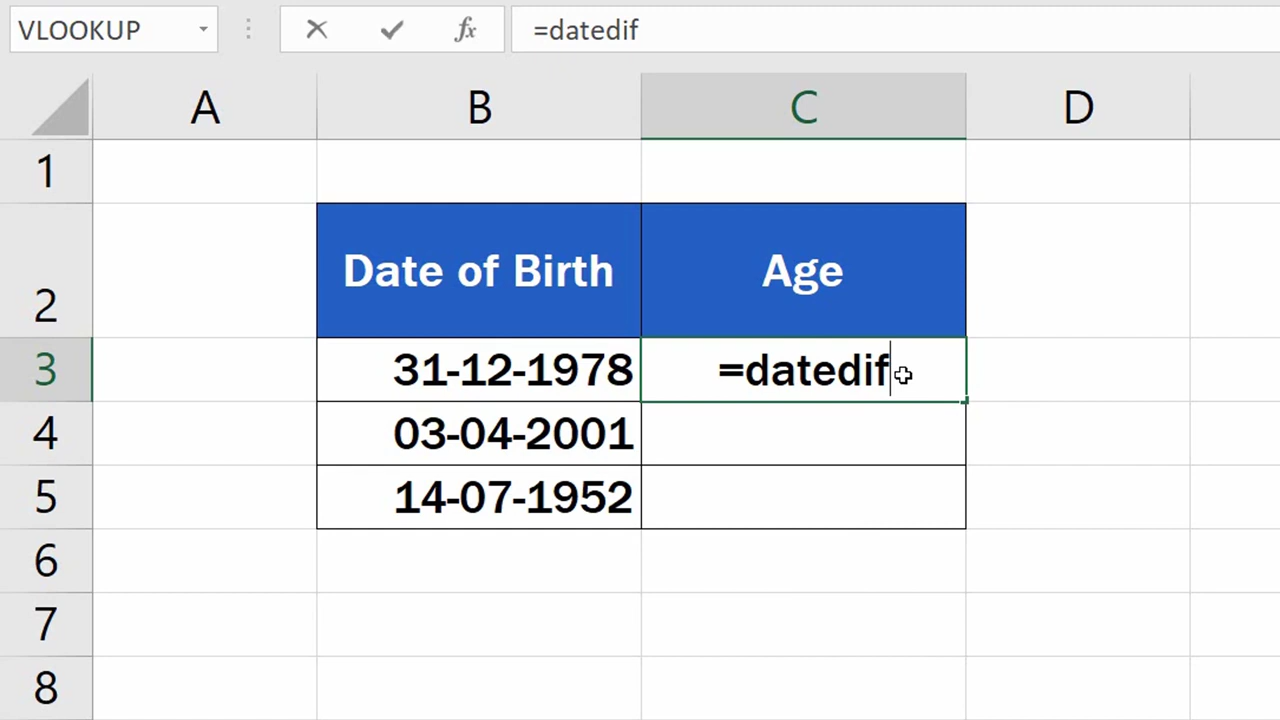 VLOOKUP fx =datedif
A B C D
1
2 Date of Birth Age
3 31-12-1978 =datedif
4 03-04-2001
5 14-07-1952
6
7
8